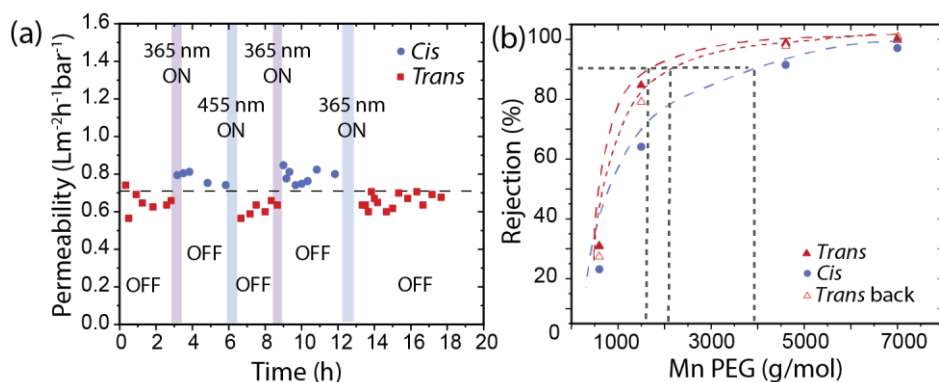 (a)
365 nm
ON
365 nm
ON
Cis
Trans
455 nm
ON
365 nm
ON
OFF
OFF
OFF
OFF
OFF
Permeability (Lm⁻²h⁻¹bar⁻¹)
1.6
1.4
1.2
1.0
0.8
0.6
0.4
0.2
0.0
0 2 4 6 8 10 12 14 16 18 20
Time (h)
(b)
Rejection (%)
100
80
60
40
20
0
Trans
Cis
Trans back
1000 3000 5000 7000
Mn PEG (g/mol)